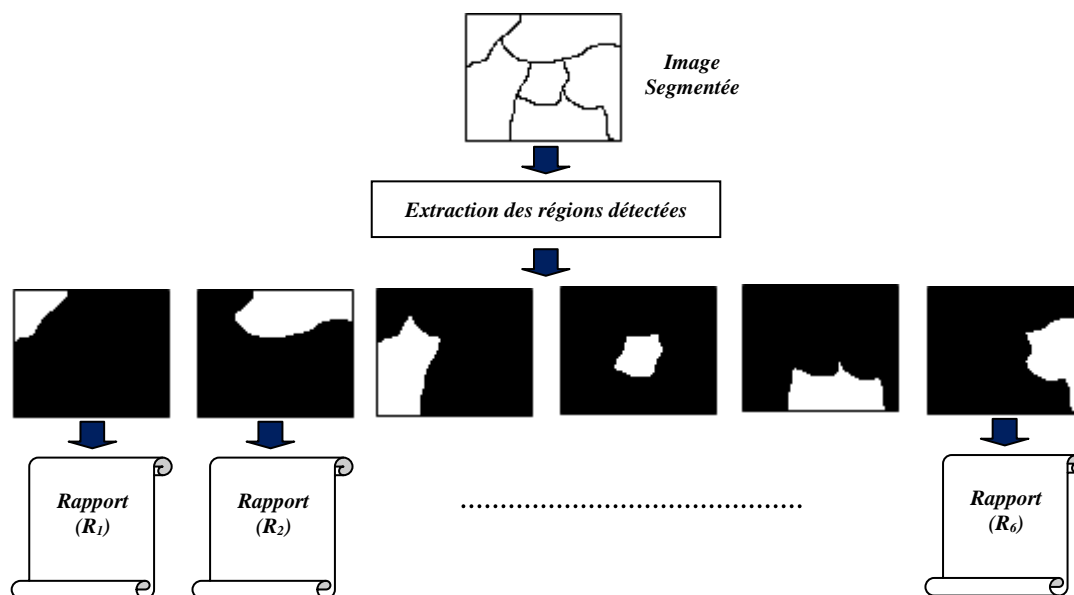 Image
Segmentée
Extraction des régions détectées
Rapport
(R1)
Rapport
(R2)
........................................
Rapport
(R6)